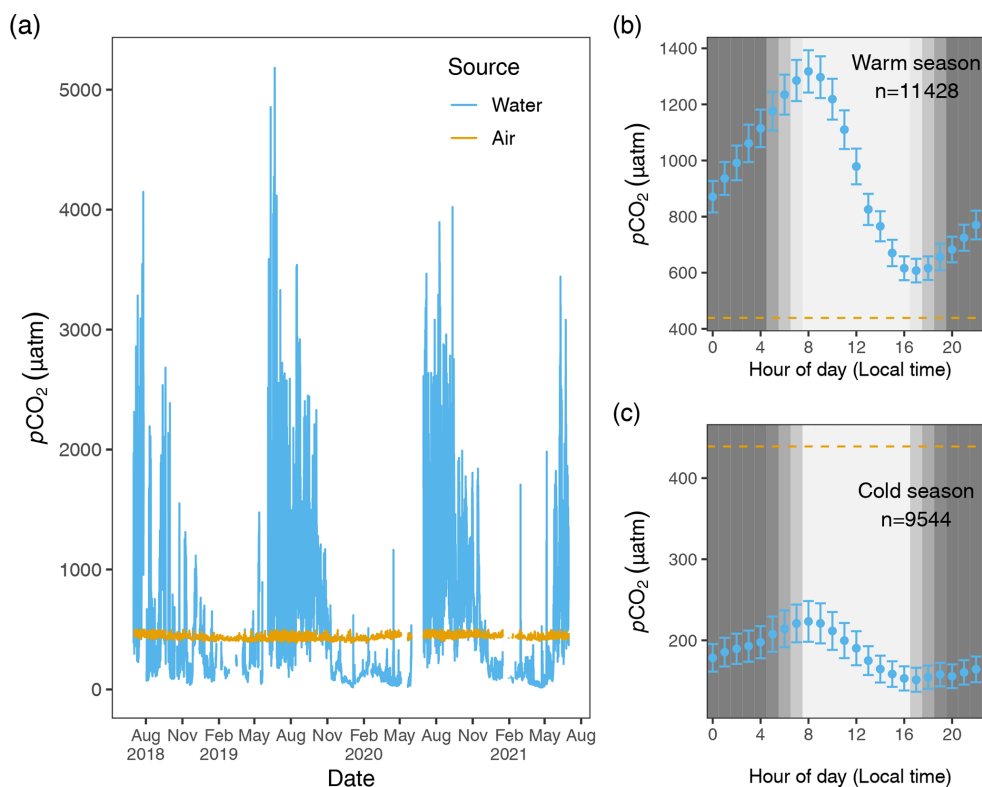 (a)
Source
Water
Air
5000
4000
3000
2000
1000
0
pCO₂ (µatm)
Aug Nov Feb May Aug Nov Feb May Aug Nov Feb May Aug
2018 2019 2020 2021
Date
(b)
Warm season
n=11428
1400
1200
1000
800
600
400
pCO₂ (µatm)
0 4 8 12 16 20
Hour of day (Local time)
(c)
Cold season
n=9544
400
300
200
pCO₂ (µatm)
0 4 8 12 16 20
Hour of day (Local time)